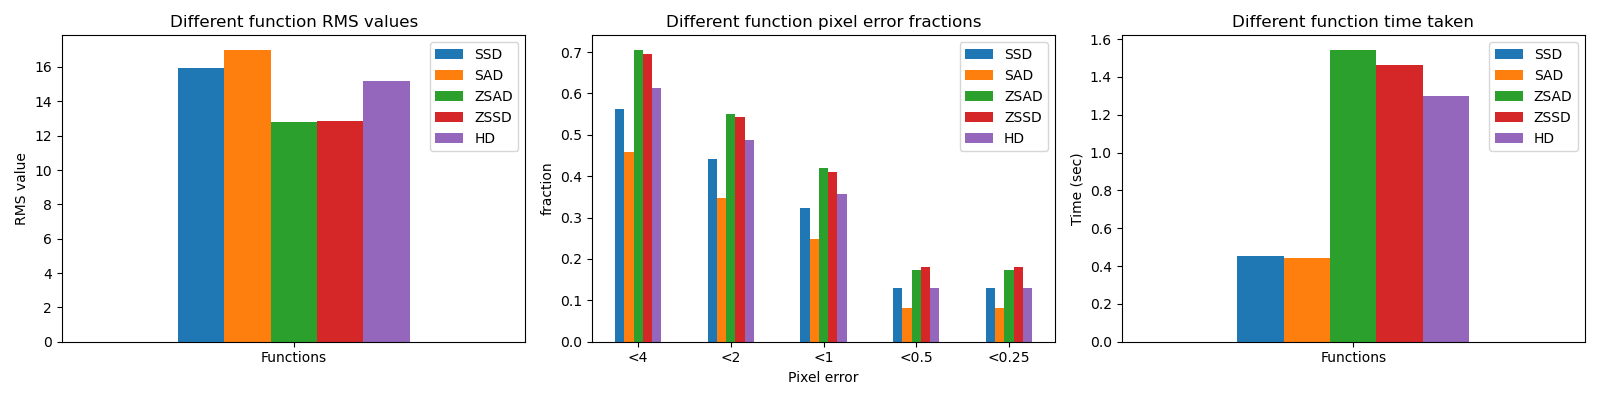 Different function RMS values
RMS value
16
14
12
10
8
6
4
2
0
Functions
SSD
SAD
ZSAD
ZSSD
HD
Different function pixel error fractions
fraction
0.7
0.6
0.5
0.4
0.3
0.2
0.1
0.0
<4
<2
<1
<0.5
<0.25
Pixel error
SSD
SAD
ZSAD
ZSSD
HD
Different function time taken
Time (sec)
1.6
1.4
1.2
1.0
0.8
0.6
0.4
0.2
0.0
Functions
SSD
SAD
ZSAD
ZSSD
HD